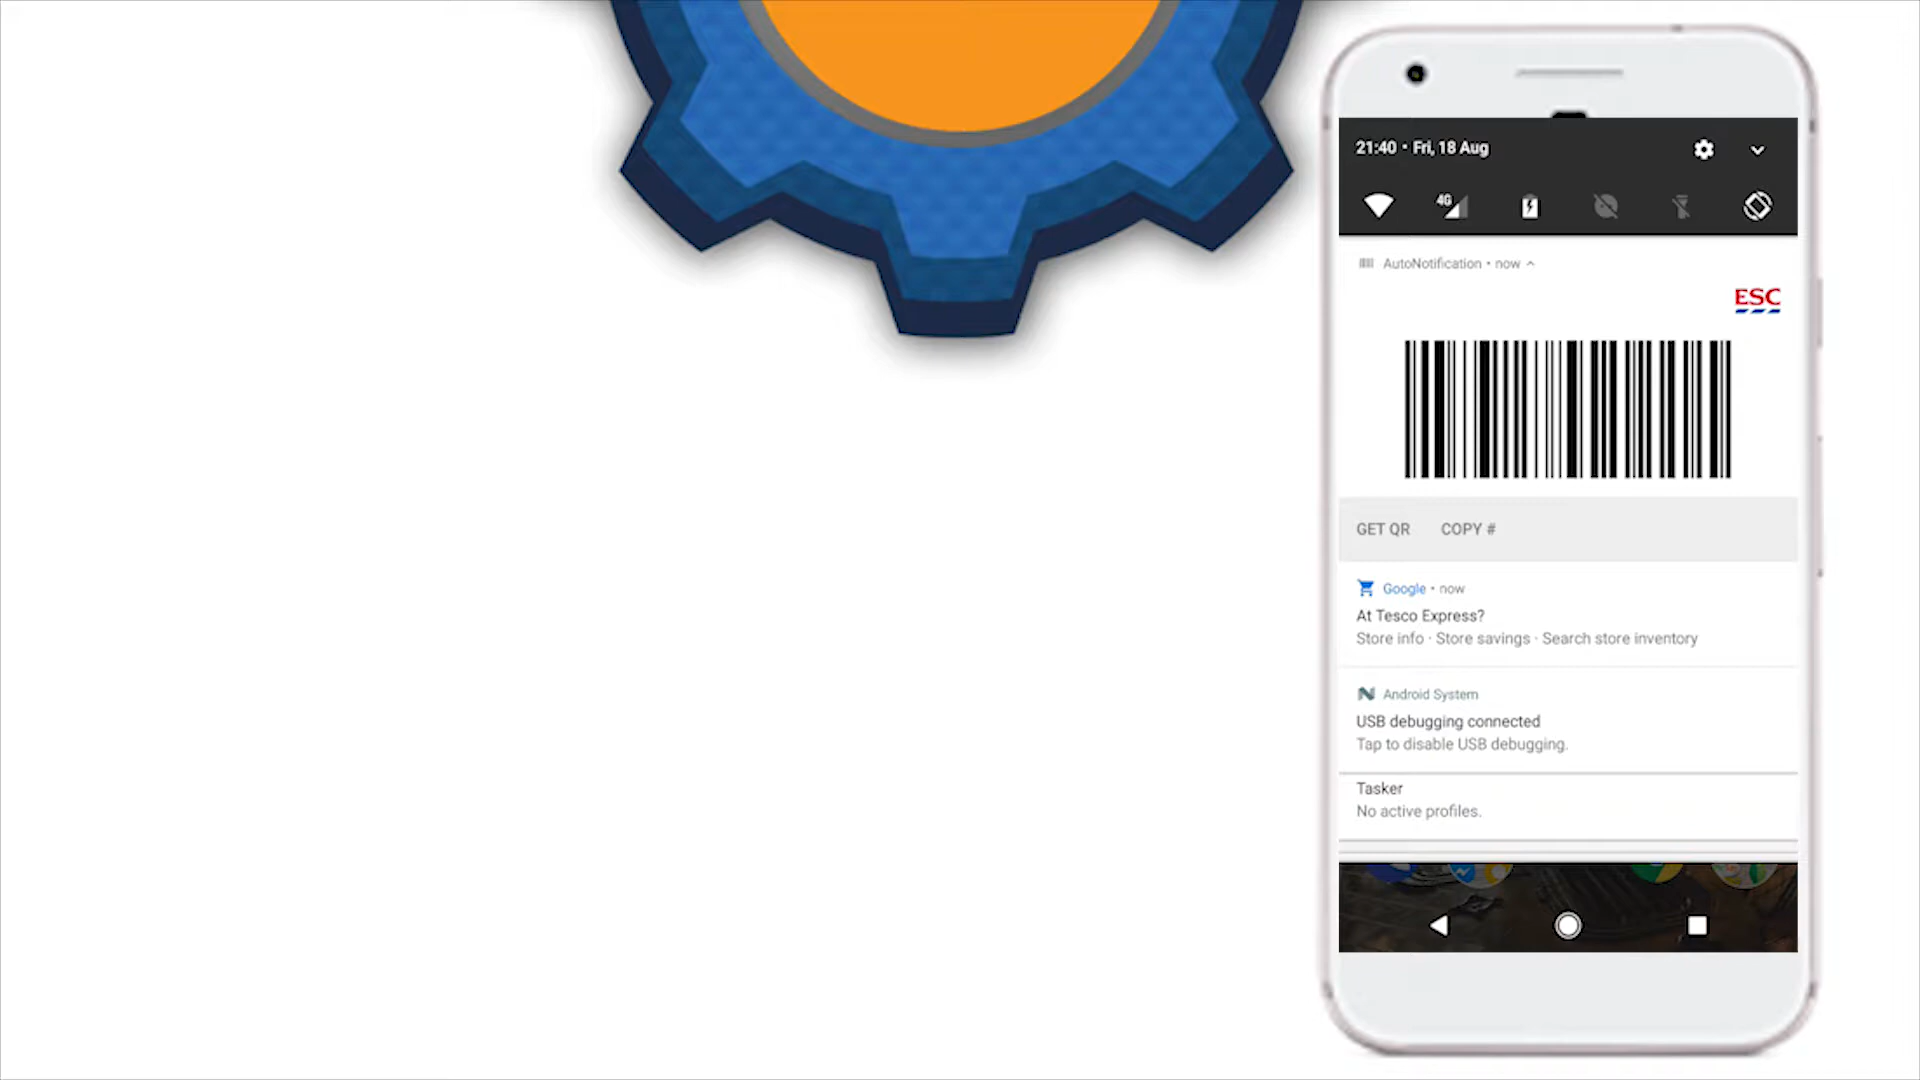 21:40 • Fri, 18 Aug
4G
AutoNotification • now
ESC
GET QR COPY #
Google • now
At Tesco Express?
Store info · Store savings · Search store inventory
Android System
USB debugging connected
Tap to disable USB debugging.
Tasker
No active profiles.